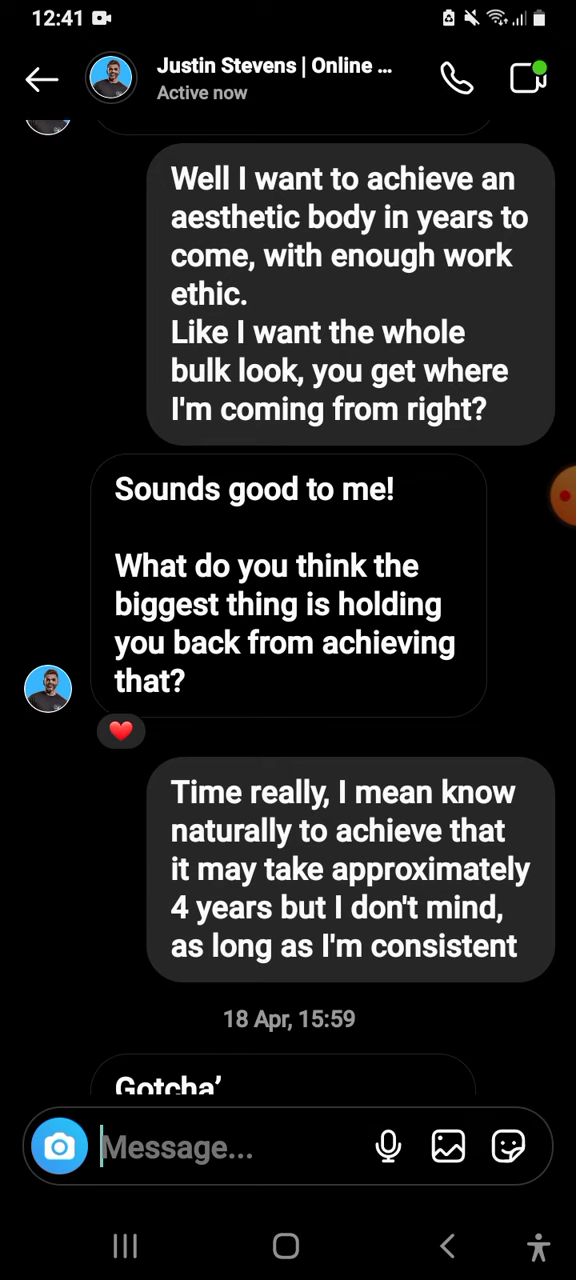 12:41
Justin Stevens | Online ...
Active now
Well I want to achieve an
aesthetic body in years to
come, with enough work
ethic.
Like I want the whole
bulk look, you get where
I'm coming from right?
Sounds good to me!
What do you think the
biggest thing is holding
you back from achieving
that?
Time really, I mean know
naturally to achieve that
it may take approximately
4 years but I don't mind,
as long as I'm consistent
18 Apr, 15:59
Gotcha’
Message...